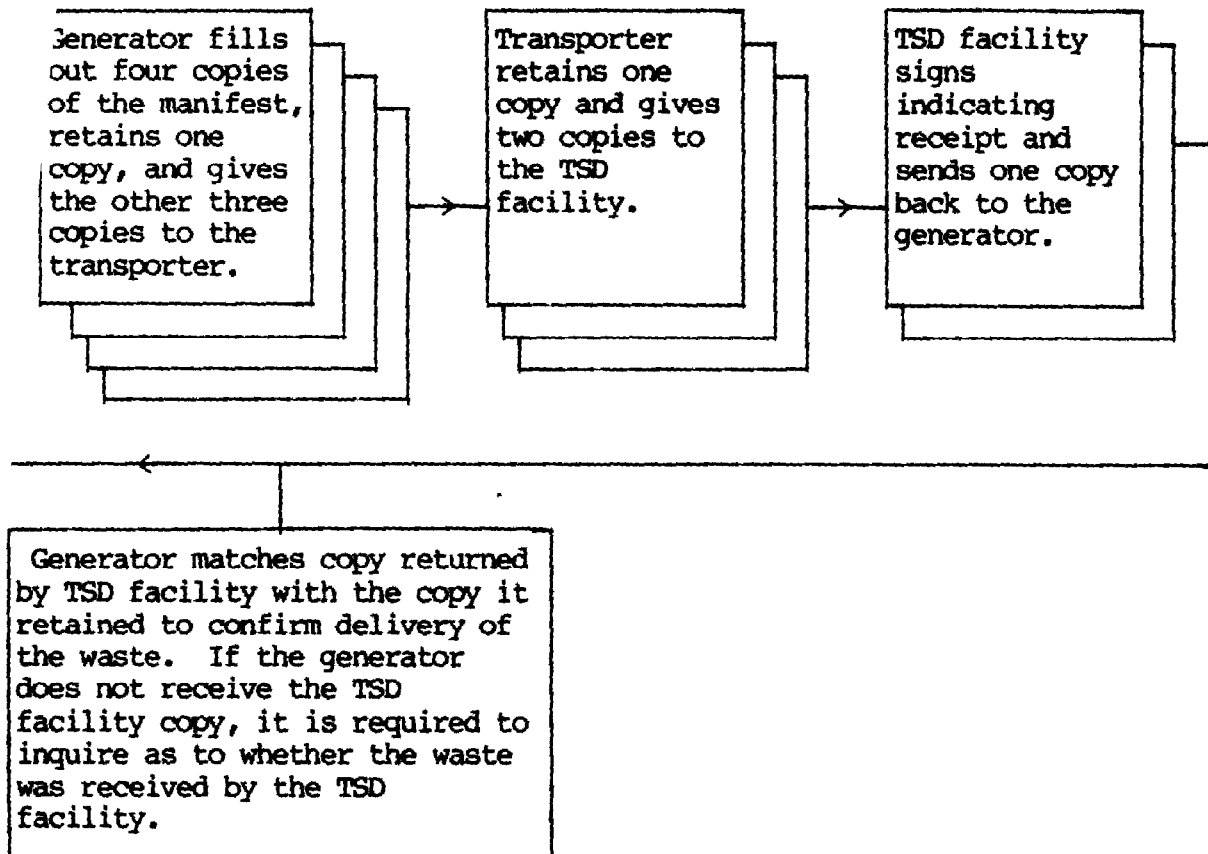 Generator fills
out four copies
of the manifest,
retains one
copy, and gives
the other three
copies to the
transporter.
Transporter
retains one
copy and gives
two copies to
the TSD
facility.
TSD facility
signs
indicating
receipt and
sends one copy
back to the
generator.
Generator matches copy returned
by TSD facility with the copy it
retained to confirm delivery of
the waste. If the generator
does not receive the TSD
facility copy, it is required to
inquire as to whether the waste
was received by the TSD
facility.